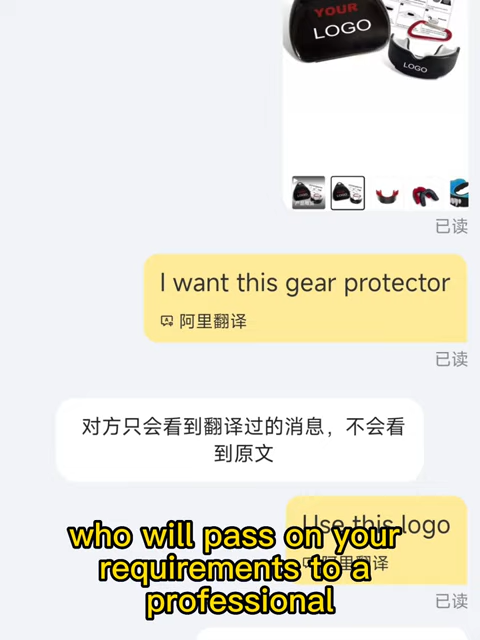 YOUR
LOGO
LOGO
已读
I want this gear protector
阿里翻译
已读
对方只会看到翻译过的消息，不会看
到原文
Use this logo
阿里翻译
已读
who will pass on your
requirements to a
professional